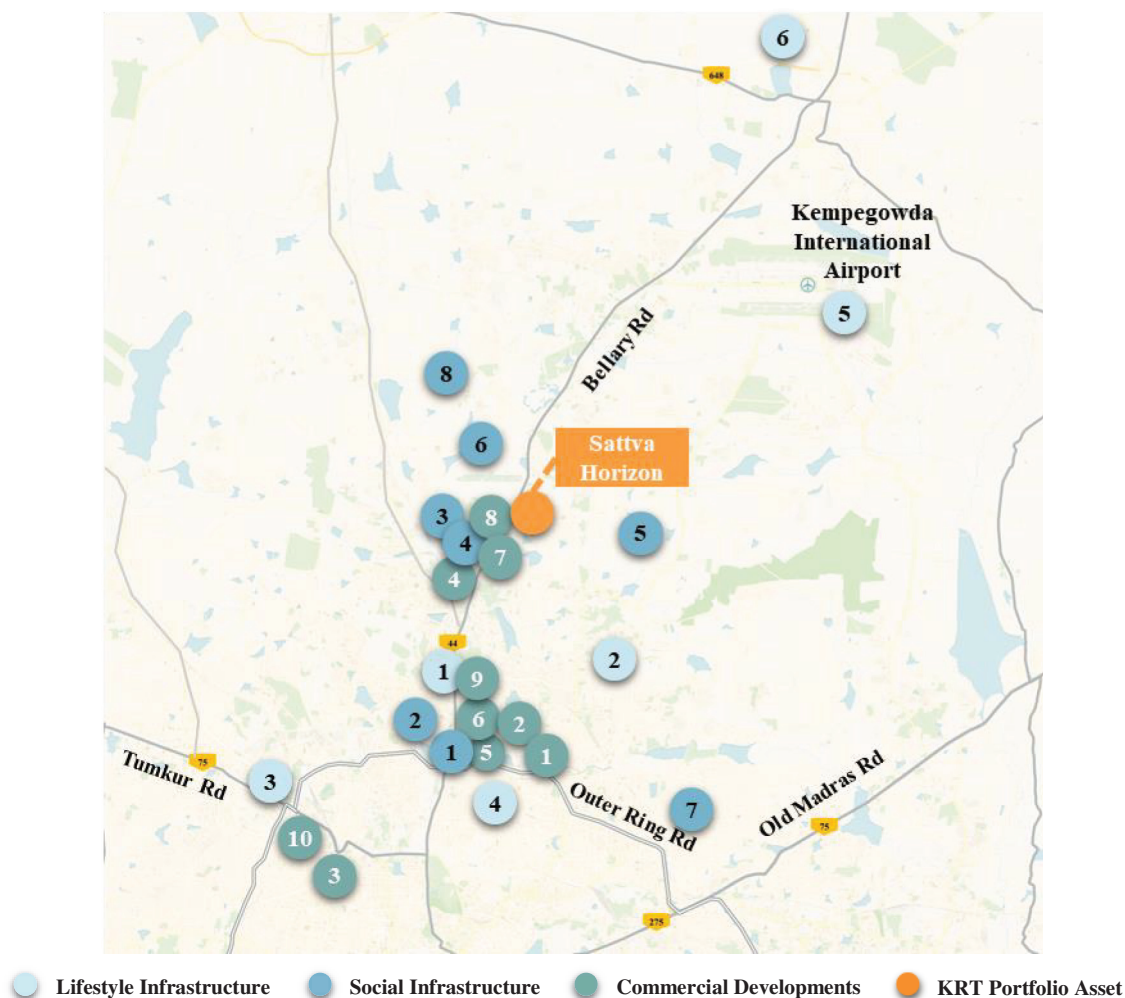 6
648
Kempegowda
International
Airport
5
Bellary Rd
8
6
Sattva
Horizon
3
8
4
7
5
4
44
1
9
2
2
6
2
1
5
1
75
Tumkur Rd
3
4
Outer Ring Rd
7
Old Madras Rd
75
10
3
275
Lifestyle Infrastructure
Social Infrastructure
Commercial Developments
KRT Portfolio Asset